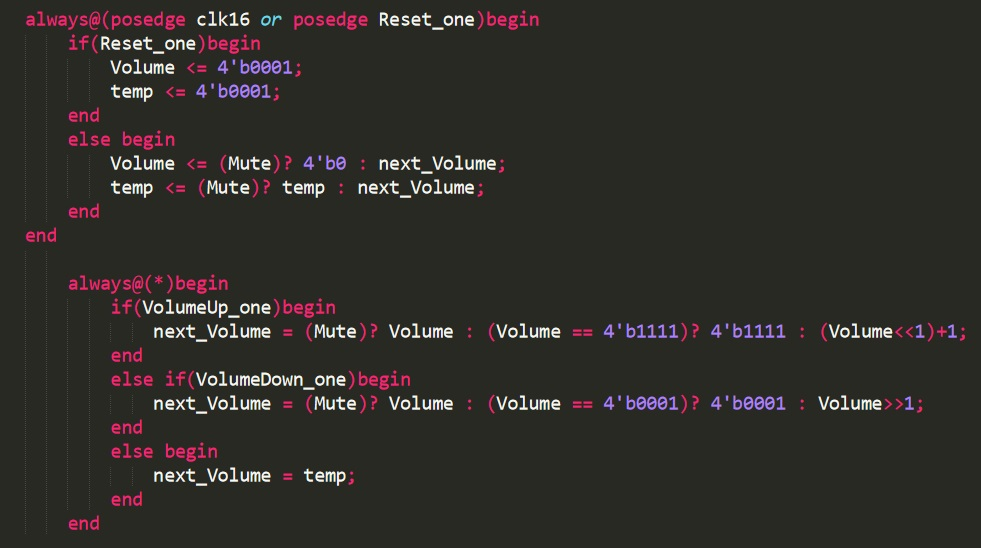 always@(posedge clk16 or posedge Reset_one)begin
    if(Reset_one)begin
        Volume <= 4'b0001;
        temp <= 4'b0001;
    end
    else begin
        Volume <= (Mute)? 4'b0 : next_Volume;
        temp <= (Mute)? temp : next_Volume;
    end
end
    always@(*)begin
        if(VolumeUp_one)begin
            next_Volume = (Mute)? Volume : (Volume == 4'b1111)? 4'b1111 : (Volume<<1)+1;
        end
        else if(VolumeDown_one)begin
            next_Volume = (Mute)? Volume : (Volume == 4'b0001)? 4'b0001 : Volume>>1;
        end
        else begin
            next_Volume = temp;
        end
    end